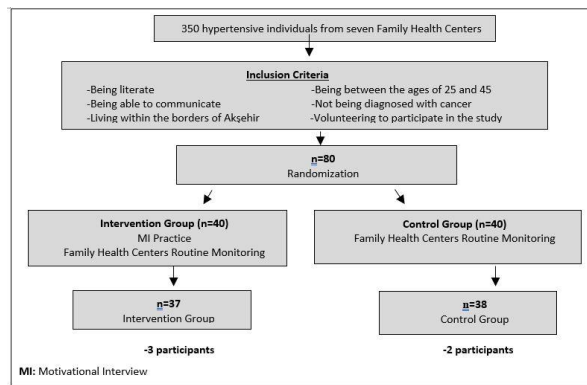 350 hypertensive individuals from seven Family Health Centers
Inclusion Criteria
-Being literate
-Being able to communicate
-Living within the borders of Akşehir
-Being between the ages of 25 and 45
-Not being diagnosed with cancer
-Volunteering to participate in the study
n=80
Randomization
Intervention Group (n=40)
MI Practice
Family Health Centers Routine Monitoring
Control Group (n=40)
Family Health Centers Routine Monitoring
n=37
Intervention Group
n=38
Control Group
-3 participants
-2 participants
MI: Motivational Interview